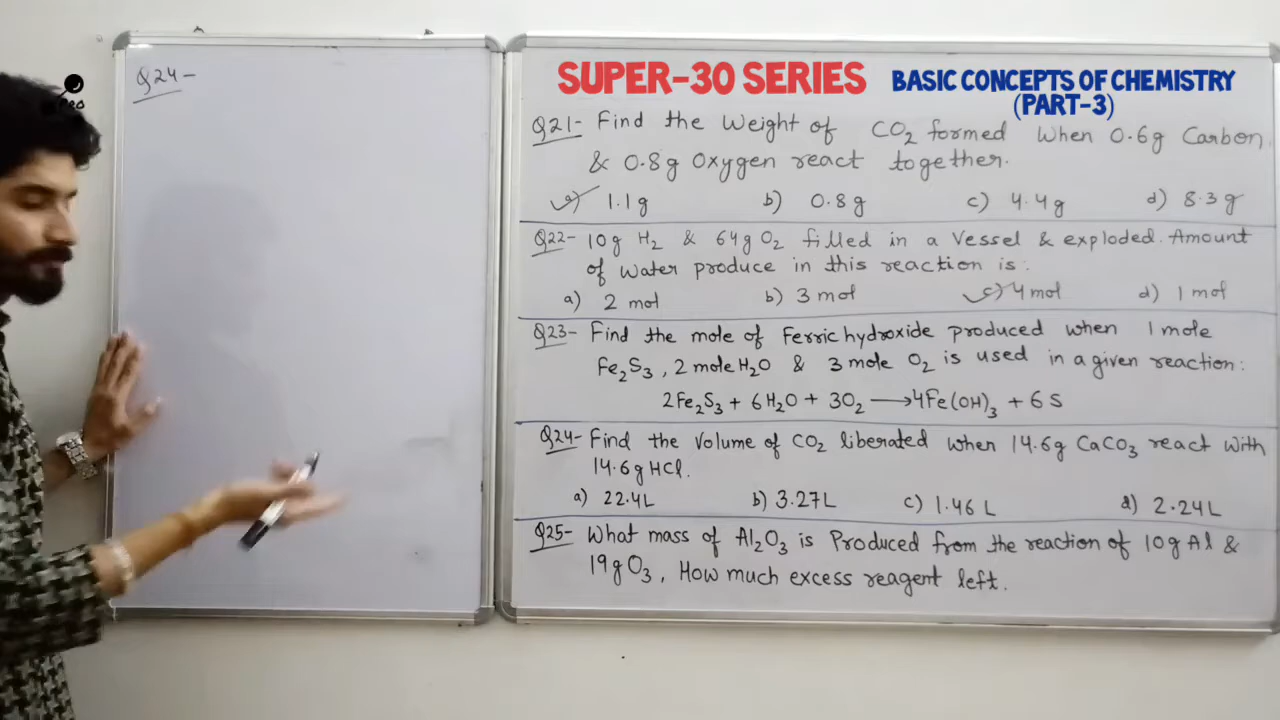 Q24-
SUPER-30 SERIES
BASIC CONCEPTS OF CHEMISTRY
(PART-3)
Q21- Find the Weight of CO2 formed When 0.6g Carbon
& 0.8g Oxygen react together.
a) 1.1g b) 0.8g c) 4.4g d) 8.3g
Q22- 10g H2 & 64g O2 filled in a Vessel & exploded. Amount
of water produce in this reaction is:
a) 2 mol b) 3 mol c) 4 mol d) 1 mol
Q23- Find the mole of Ferric hydroxide produced when 1 mole
Fe2S3, 2 mole H2O & 3 mole O2 is used in a given reaction:
2Fe2S3 + 6H2O + 3O2 → 4Fe(OH)3 + 6S
Q24- Find the Volume of CO2 liberated when 14.6g CaCO3 react with
14.6g HCl.
a) 22.4L b) 3.27L c) 1.46L d) 2.24L
Q25- What mass of Al2O3 is Produced from the reaction of 10g Al &
19g O3, How much excess reagent left.